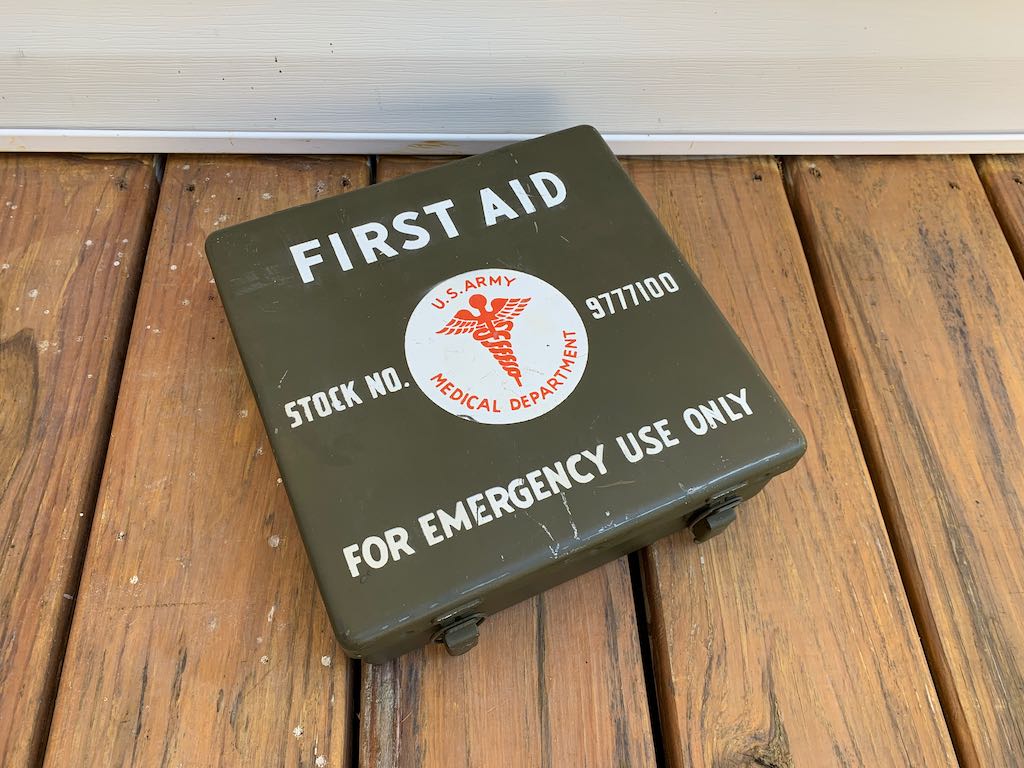 FIRST AID
U.S. ARMY
MEDICAL DEPARTMENT
STOCK NO. 9777100
FOR EMERGENCY USE ONLY